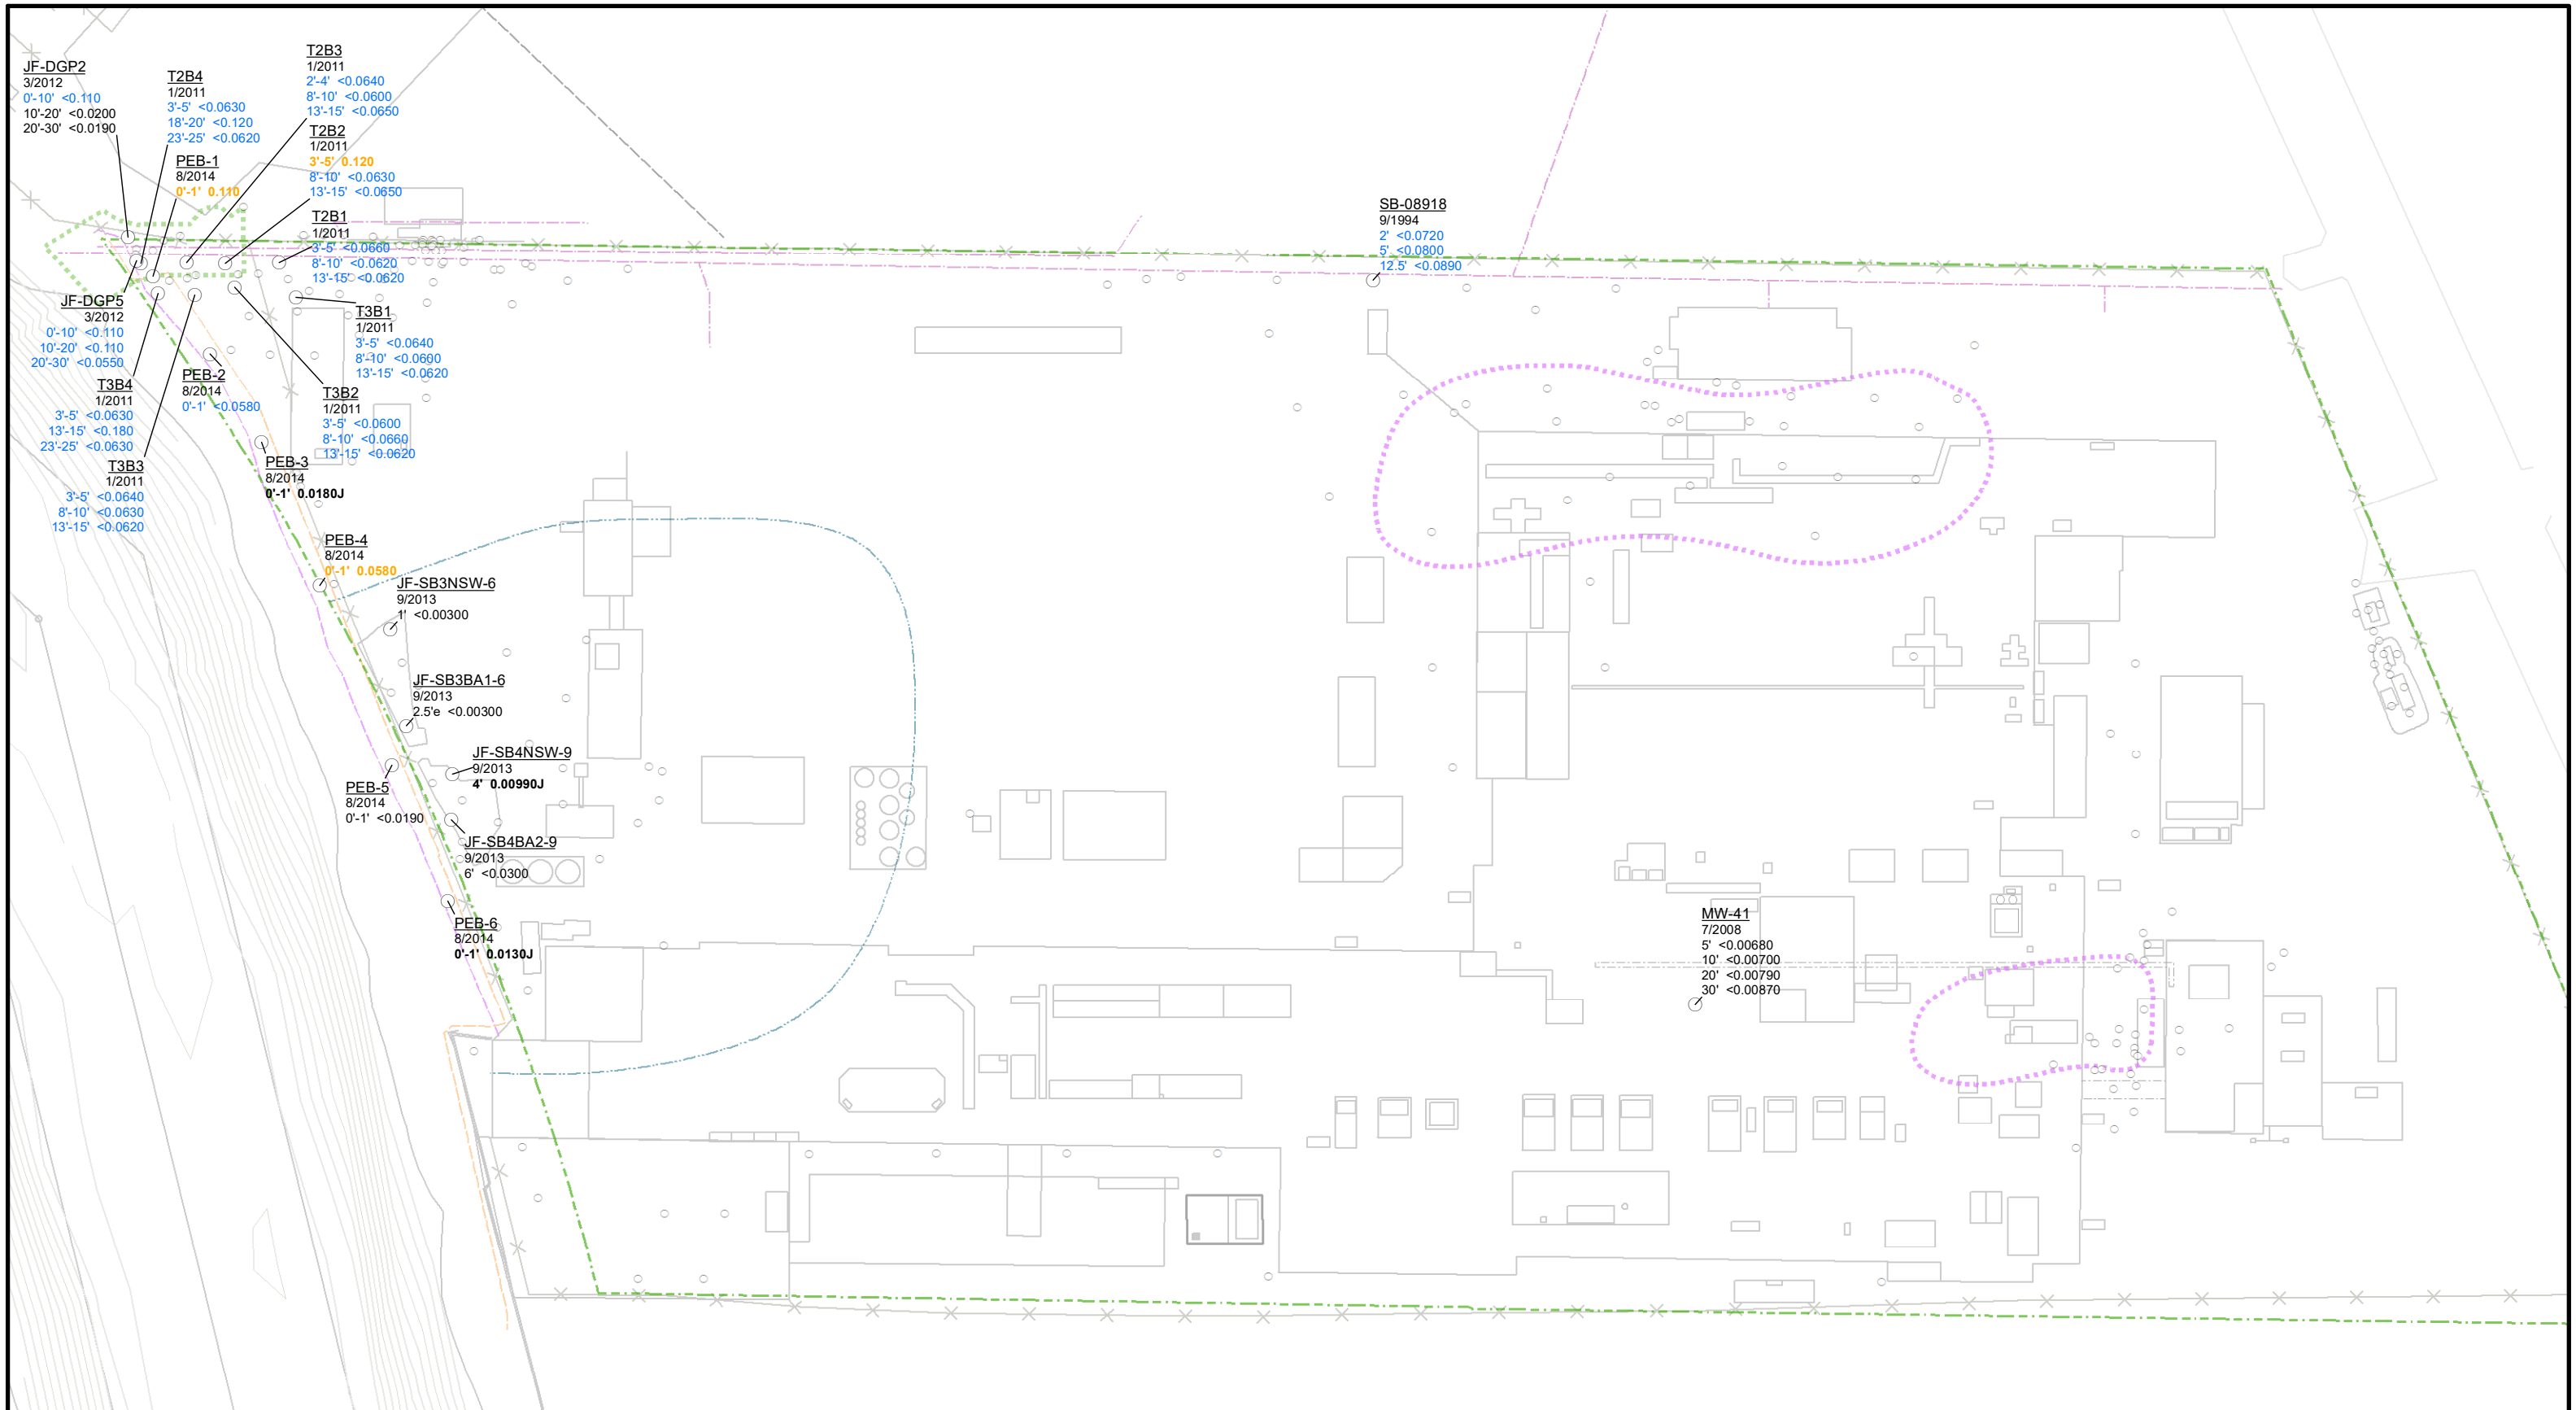 JF-DGP2
3/2012
0'-10' <0.110
10'-20' <0.0200
20'-30' <0.0190
T2B4
1/2011
3'-5' <0.0630
18'-20' <0.120
23'-25' <0.0620
T2B3
1/2011
2'-4' <0.0640
8'-10' <0.0600
13'-15' <0.0650
PEB-1
8/2014
0'-1' 0.110
T2B2
1/2011
3'-5' 0.120
8'-10' <0.0630
13'-15' <0.0650
T2B1
1/2011
3'-5' <0.0660
8'-10' <0.0620
13'-15' <0.0620
SB-08918
9/1994
2' <0.0720
5' <0.0800
12.5' <0.0890
JF-DGP5
3/2012
0'-10' <0.110
10'-20' <0.110
20'-30' <0.0550
T3B1
1/2011
3'-5' <0.0640
8'-10' <0.0600
13'-15' <0.0620
PEB-2
8/2014
0'-1' <0.0580
T3B4
1/2011
3'-5' <0.0630
13'-15' <0.180
23'-25' <0.0630
T3B2
1/2011
3'-5' <0.0600
8'-10' <0.0660
13'-15' <0.0620
T3B3
1/2011
3'-5' <0.0640
8'-10' <0.0630
13'-15' <0.0620
PEB-3
8/2014
0'-1' 0.0180J
PEB-4
8/2014
0'-1' 0.0580
JF-SB3NSW-6
9/2013
1' <0.00300
JF-SB3BA1-6
9/2013
2.5'e <0.00300
JF-SB4NSW-9
9/2013
4' 0.00990J
PEB-5
8/2014
0'-1' <0.0190
JF-SB4BA2-9
9/2013
6' <0.0300
PEB-6
8/2014
0'-1' 0.0130J
MW-41
7/2008
5' <0.00680
10' <0.00700
20' <0.00790
30' <0.00870